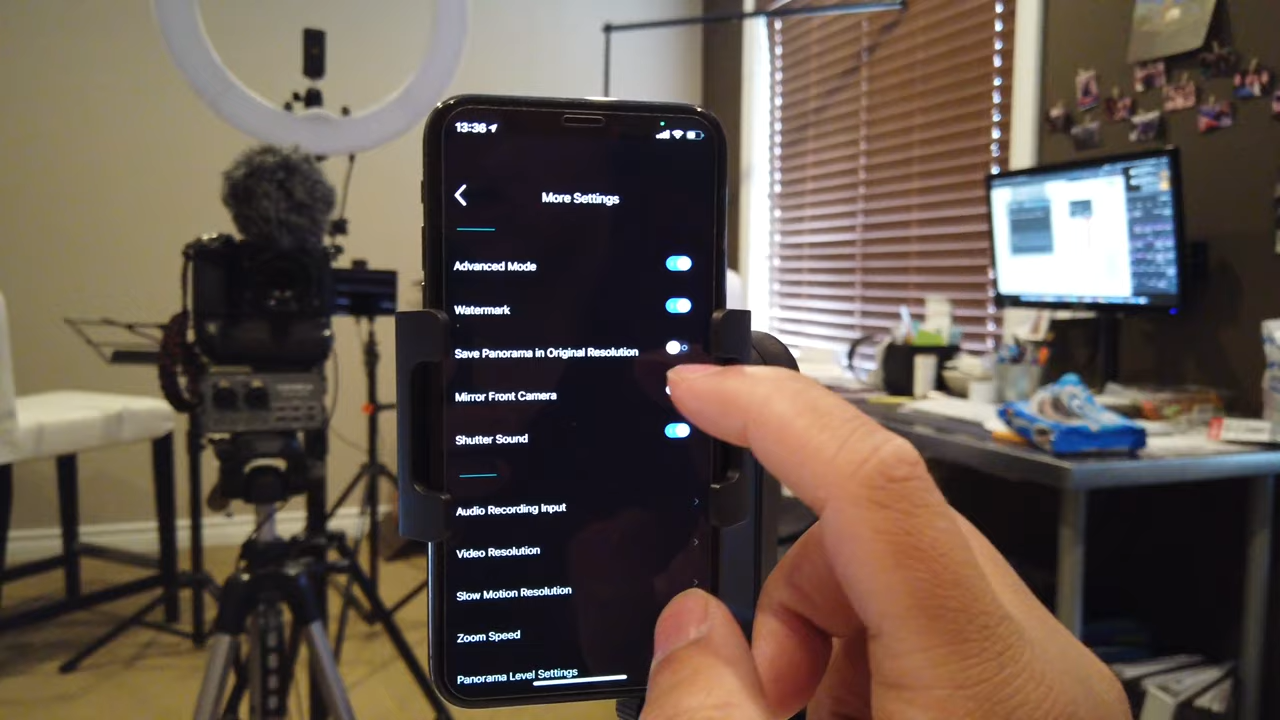 13:36
More Settings
Advanced Mode
Watermark
Save Panorama in Original Resolution
Mirror Front Camera
Shutter Sound
Audio Recording Input
Video Resolution
Slow Motion Resolution
Zoom Speed
Panorama Level Settings